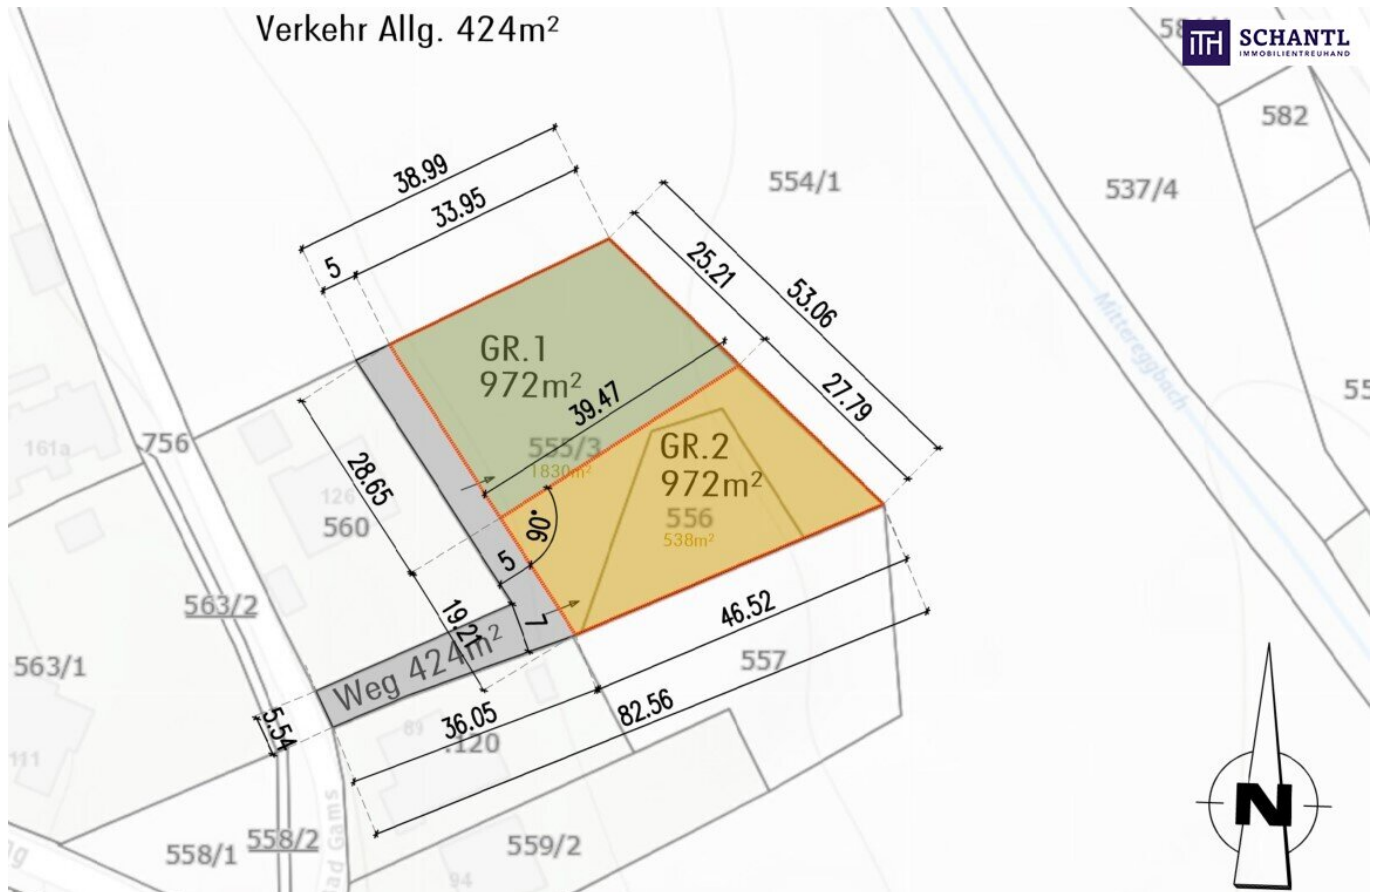 Verkehr Allg. 424m²
ITH SCHANTL
IMMOBILIENTREUHAND
582
38.99
554/1
537/4
33.95
5
25.21
53.06
GR.1
972m²
Mittereggbach
39.47
27.79
161a
756
555/3
1830m²
GR.2
972m²
28.65
126
560
556
538m²
90°
5
563/2
19.21
7
46.52
563/1
Weg 424m²
557
5.54
36.05
82.56
89
.120
111
558/1
558/2
559/2
94
N